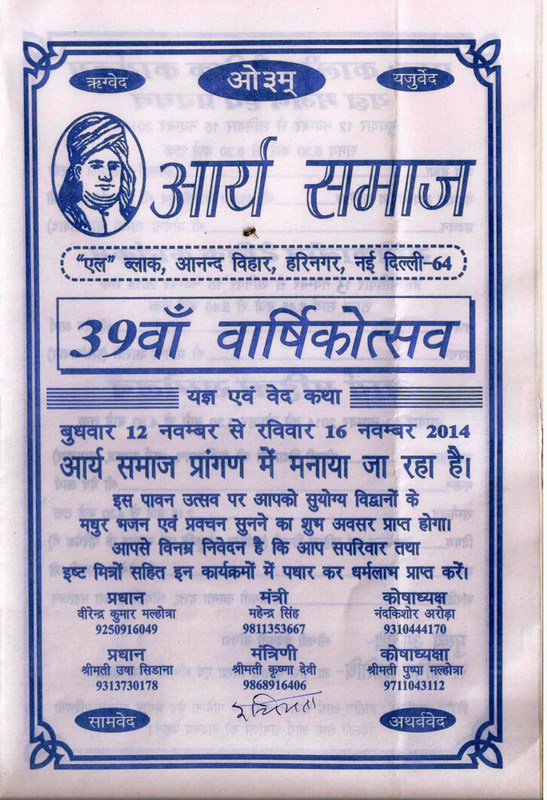 ऋग्वेद ओ३म् यजुर्वेद
आर्य समाज
"एल" ब्लाक, आनन्द विहार, हरिनगर, नई दिल्ली-64
39वाँ वार्षिकोत्सव
यज्ञ एवं वेद कथा
बुधवार 12 नवम्बर से रविवार 16 नवम्बर 2014
आर्य समाज प्रांगण में मनाया जा रहा है।
इस पावन उत्सव पर आपको सुयोग्य विद्वानों के
मधुर भजन एवं प्रवचन सुनने का शुभ अवसर प्राप्त होगा।
आपसे विनम्र निवेदन है कि आप सपरिवार तथा
इष्ट मित्रों सहित इन कार्यक्रमों में पधार कर धर्मलाभ प्राप्त करें।
प्रधान मंत्री कोषाध्यक्ष
वीरेन्द्र कुमार मल्होत्रा महेन्द्र सिंह नंदकिशोर अरोड़ा
9250916049 9811353667 9310444170
प्रधान मंत्रिणी कोषाध्यक्षा
श्रीमती उषा सिडाना श्रीमती कृष्णा देवी श्रीमती पुष्पा मल्होत्रा
9313730178 9868916406 9711043112
सामवेद अथर्ववेद